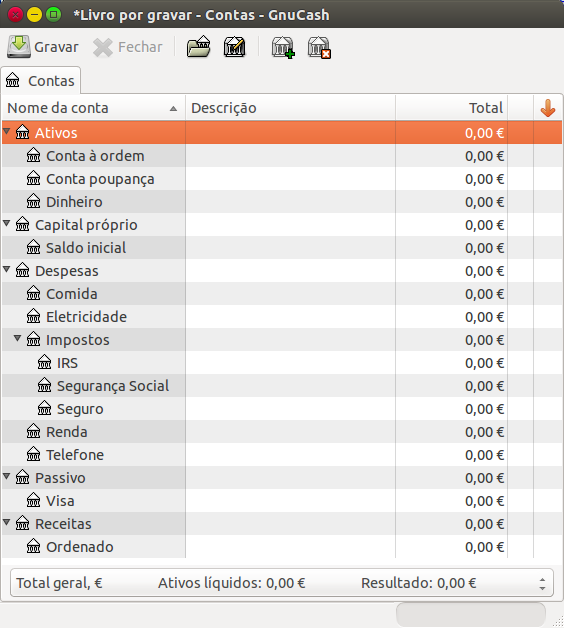 *Livro por gravar - Contas - GnuCash
Gravar Fechar
Contas
Nome da conta Descrição Total
Ativos 0,00 €
Conta à ordem 0,00 €
Conta poupança 0,00 €
Dinheiro 0,00 €
Capital próprio 0,00 €
Saldo inicial 0,00 €
Despesas 0,00 €
Comida 0,00 €
Eletricidade 0,00 €
Impostos 0,00 €
IRS 0,00 €
Segurança Social 0,00 €
Seguro 0,00 €
Renda 0,00 €
Telefone 0,00 €
Passivo 0,00 €
Visa 0,00 €
Receitas 0,00 €
Ordenado 0,00 €
Total geral, € Ativos líquidos: 0,00 € Resultado: 0,00 €